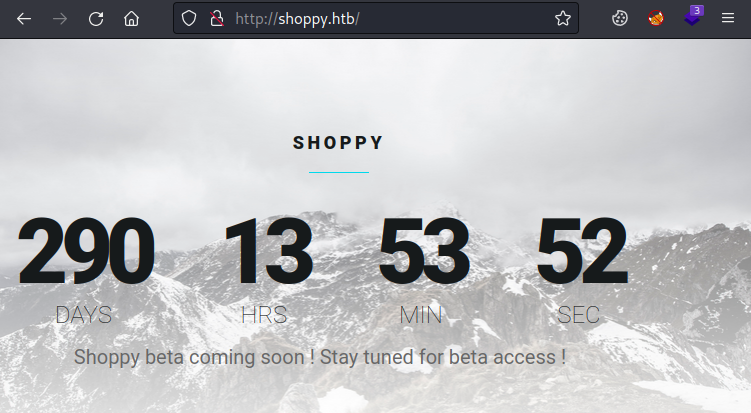 http://shoppy.htb/
3
SHOPPY
290 13 53 52
DAYS HRS MIN SEC
Shoppy beta coming soon ! Stay tuned for beta access !